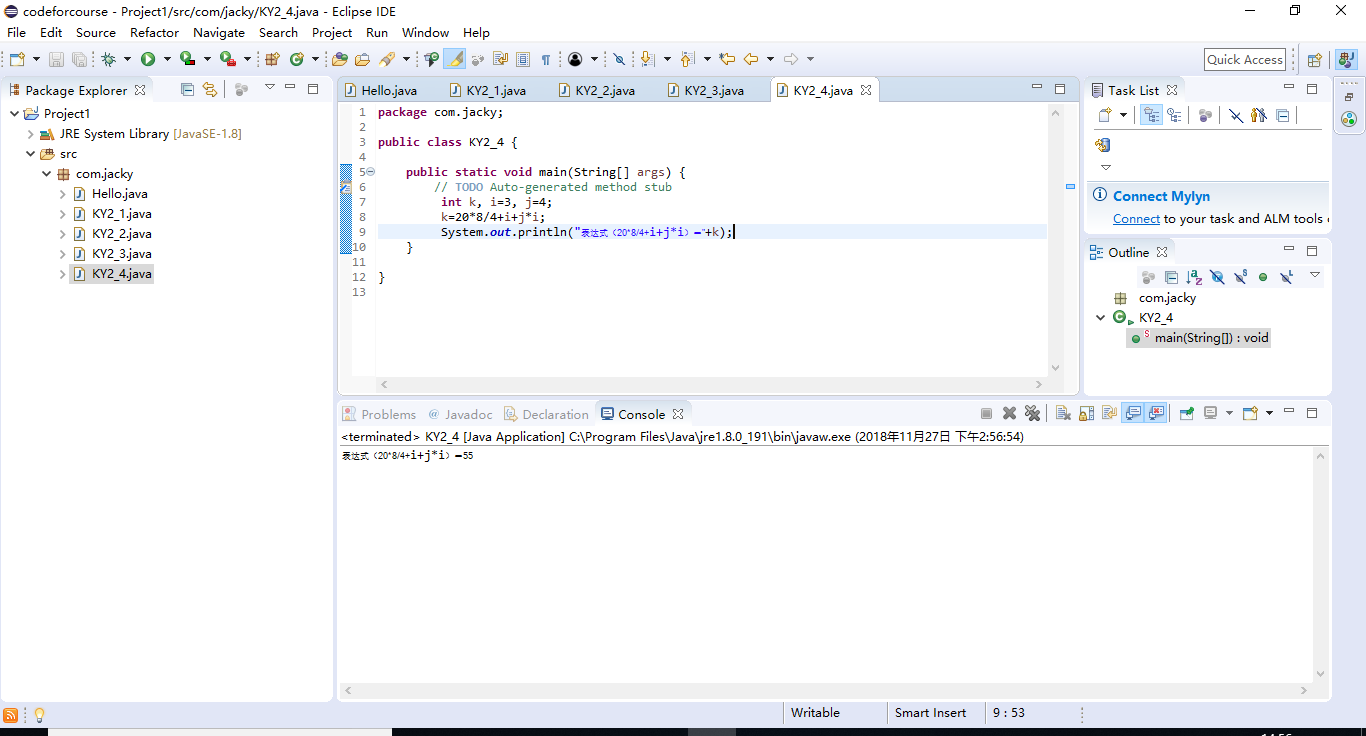 codeforcourse - Project1/src/com/jacky/KY2_4.java - Eclipse IDE
File Edit Source Refactor Navigate Search Project Run Window Help
Quick Access
Package Explorer
Project1
JRE System Library [JavaSE-1.8]
src
com.jacky
Hello.java
KY2_1.java
KY2_2.java
KY2_3.java
KY2_4.java
Hello.java KY2_1.java KY2_2.java KY2_3.java KY2_4.java
1 package com.jacky;
2
3 public class KY2_4 {
4
5 public static void main(String[] args) {
6 // TODO Auto-generated method stub
7 int k, i=3, j=4;
8 k=20*8/4+i+j*i;
9 System.out.println("表达式（20*8/4+i+j*i）="+k);
10 }
11
12 }
13
Task List
Connect Mylyn
Connect to your task and ALM tools
Outline
com.jacky
KY2_4
main(String[]) : void
Problems @ Javadoc Declaration Console
<terminated> KY2_4 [Java Application] C:\Program Files\Java\jre1.8.0_191\bin\javaw.exe (2018年11月27日 下午2:56:54)
表达式（20*8/4+i+j*i）=55
Writable Smart Insert 9 : 53